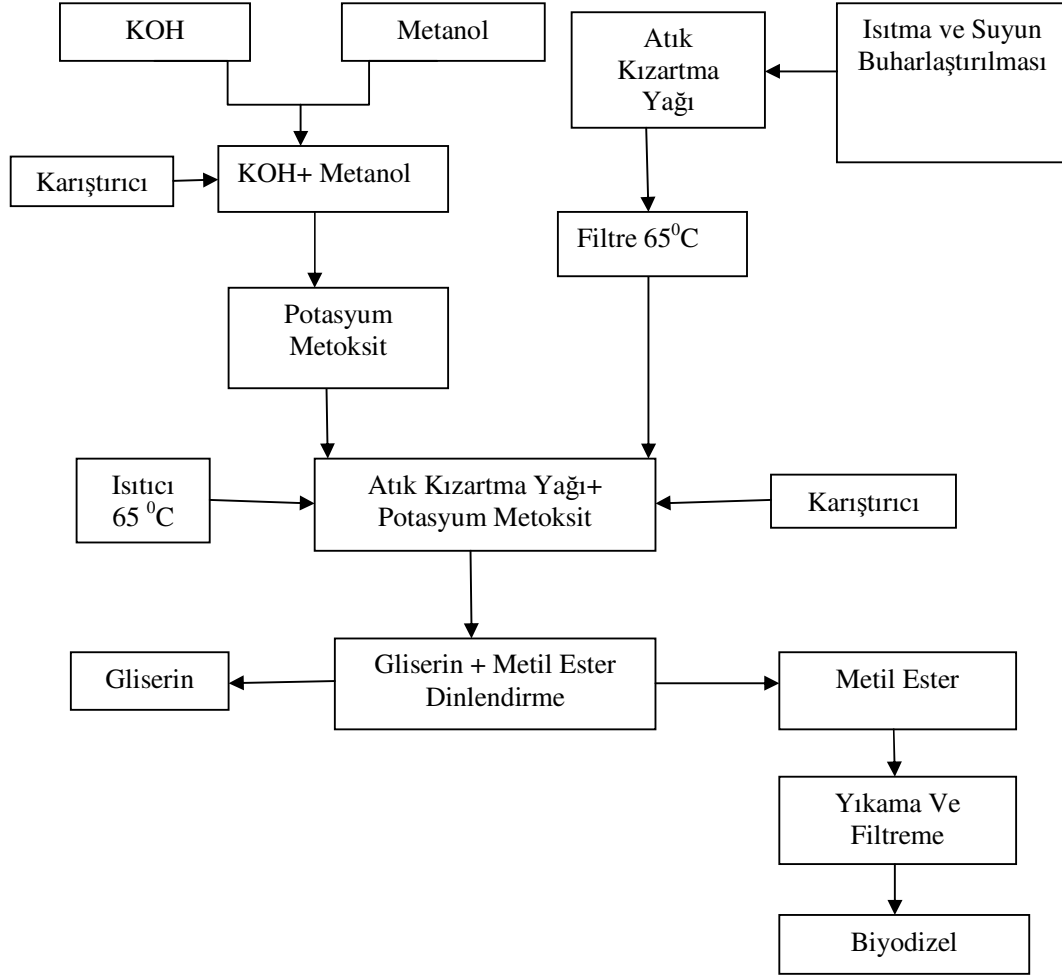 KOH
Metanol
Atık
Kızartma
Yağı
Isıtma ve Suyun
Buharlaştırılması
Karıştırıcı
KOH+ Metanol
Filtre 65⁰C
Potasyum
Metoksit
Isıtıcı
65 ⁰C
Atık Kızartma Yağı+
Potasyum Metoksit
Karıştırıcı
Gliserin
Gliserin + Metil Ester
Dinlendirme
Metil Ester
Yıkama Ve
Filtreme
Biyodizel